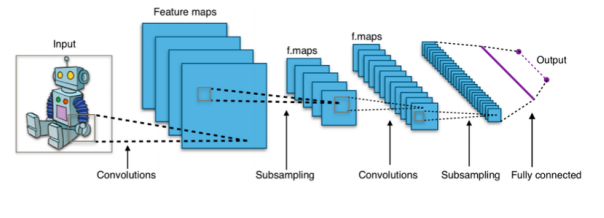 Feature maps
Input
f.maps
f.maps
Output
Convolutions
Subsampling
Convolutions
Subsampling
Fully connected